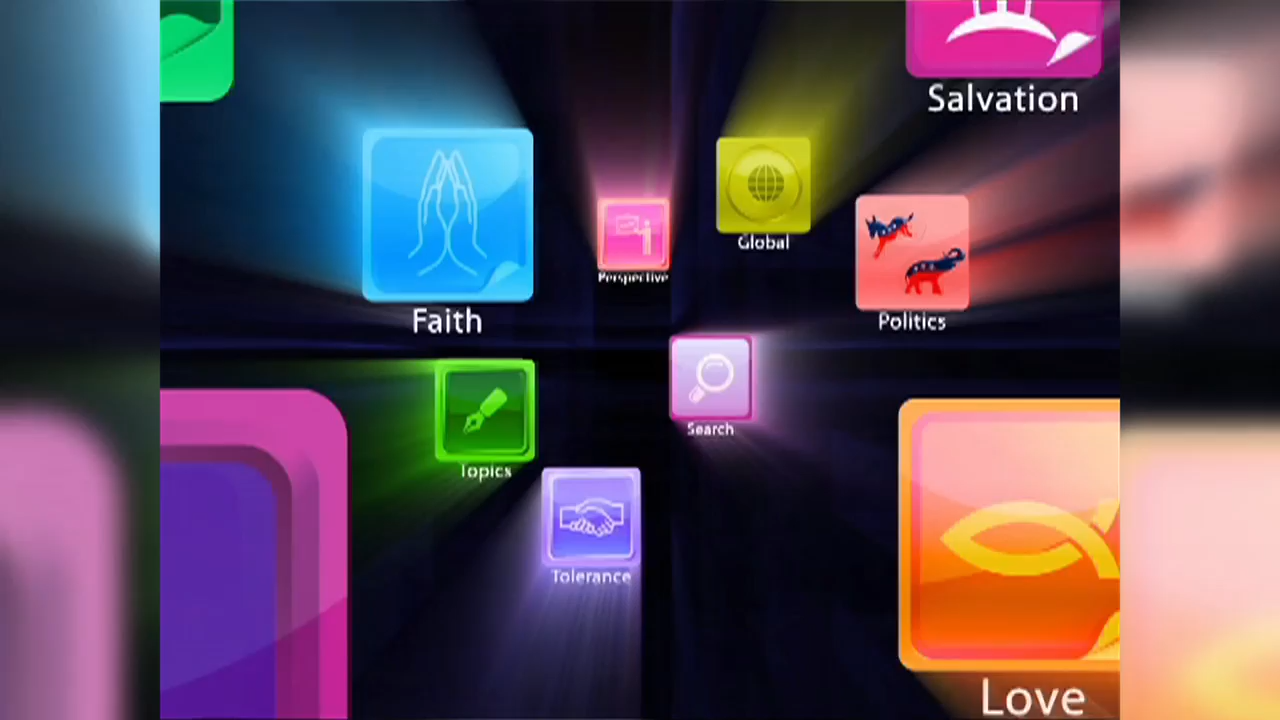 Salvation
Global
Perspective
Faith
Politics
Search
Topics
Tolerance
Love